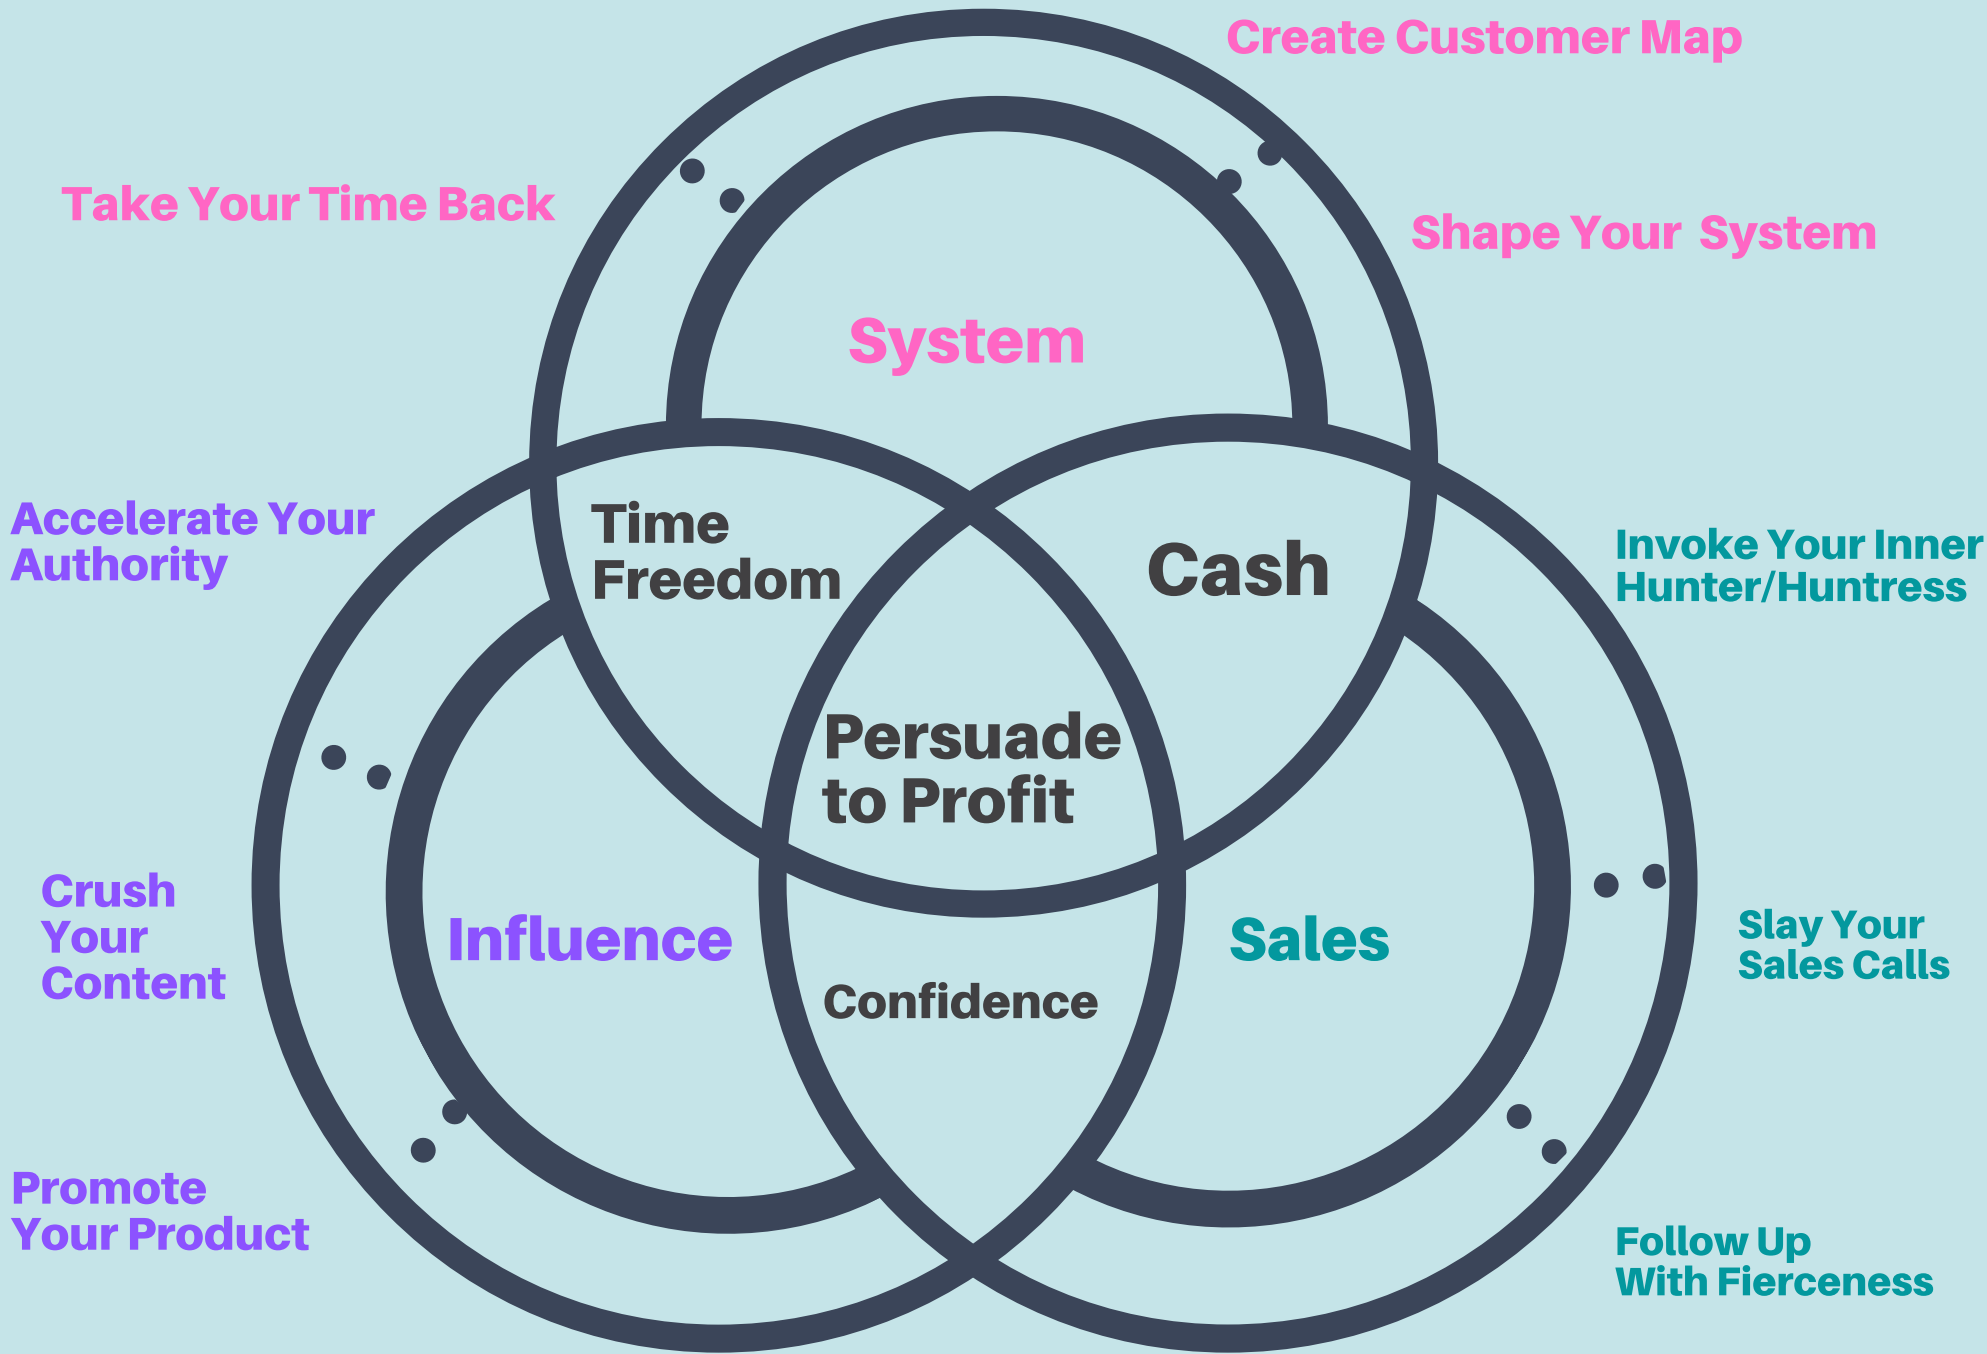 Create Customer Map
Take Your Time Back
Shape Your System
System
Time
Freedom
Cash
Accelerate Your
Authority
Invoke Your Inner
Hunter/Huntress
Persuade
to Profit
Crush
Your
Content
Influence
Sales
Slay Your
Sales Calls
Confidence
Promote
Your Product
Follow Up
With Fierceness